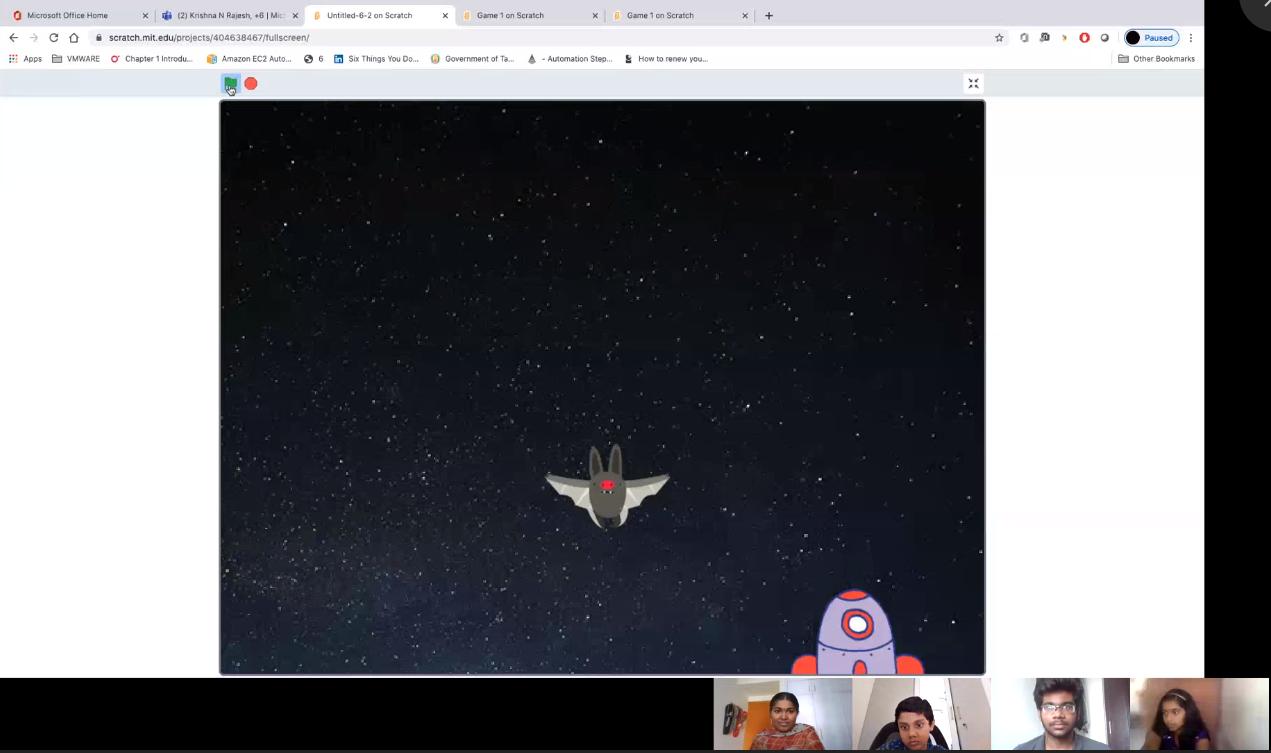 Microsoft Office Home
(2) Krishna N Rajesh, +6 | Mic
Untitled-6-2 on Scratch
Game 1 on Scratch
Game 1 on Scratch
scratch.mit.edu/projects/404638467/fullscreen/
Paused
Apps
VMWARE
Chapter 1 Introdu...
Amazon EC2 Auto...
6
Six Things You Do...
Government of Ta...
- Automation Step...
How to renew you...
Other Bookmarks